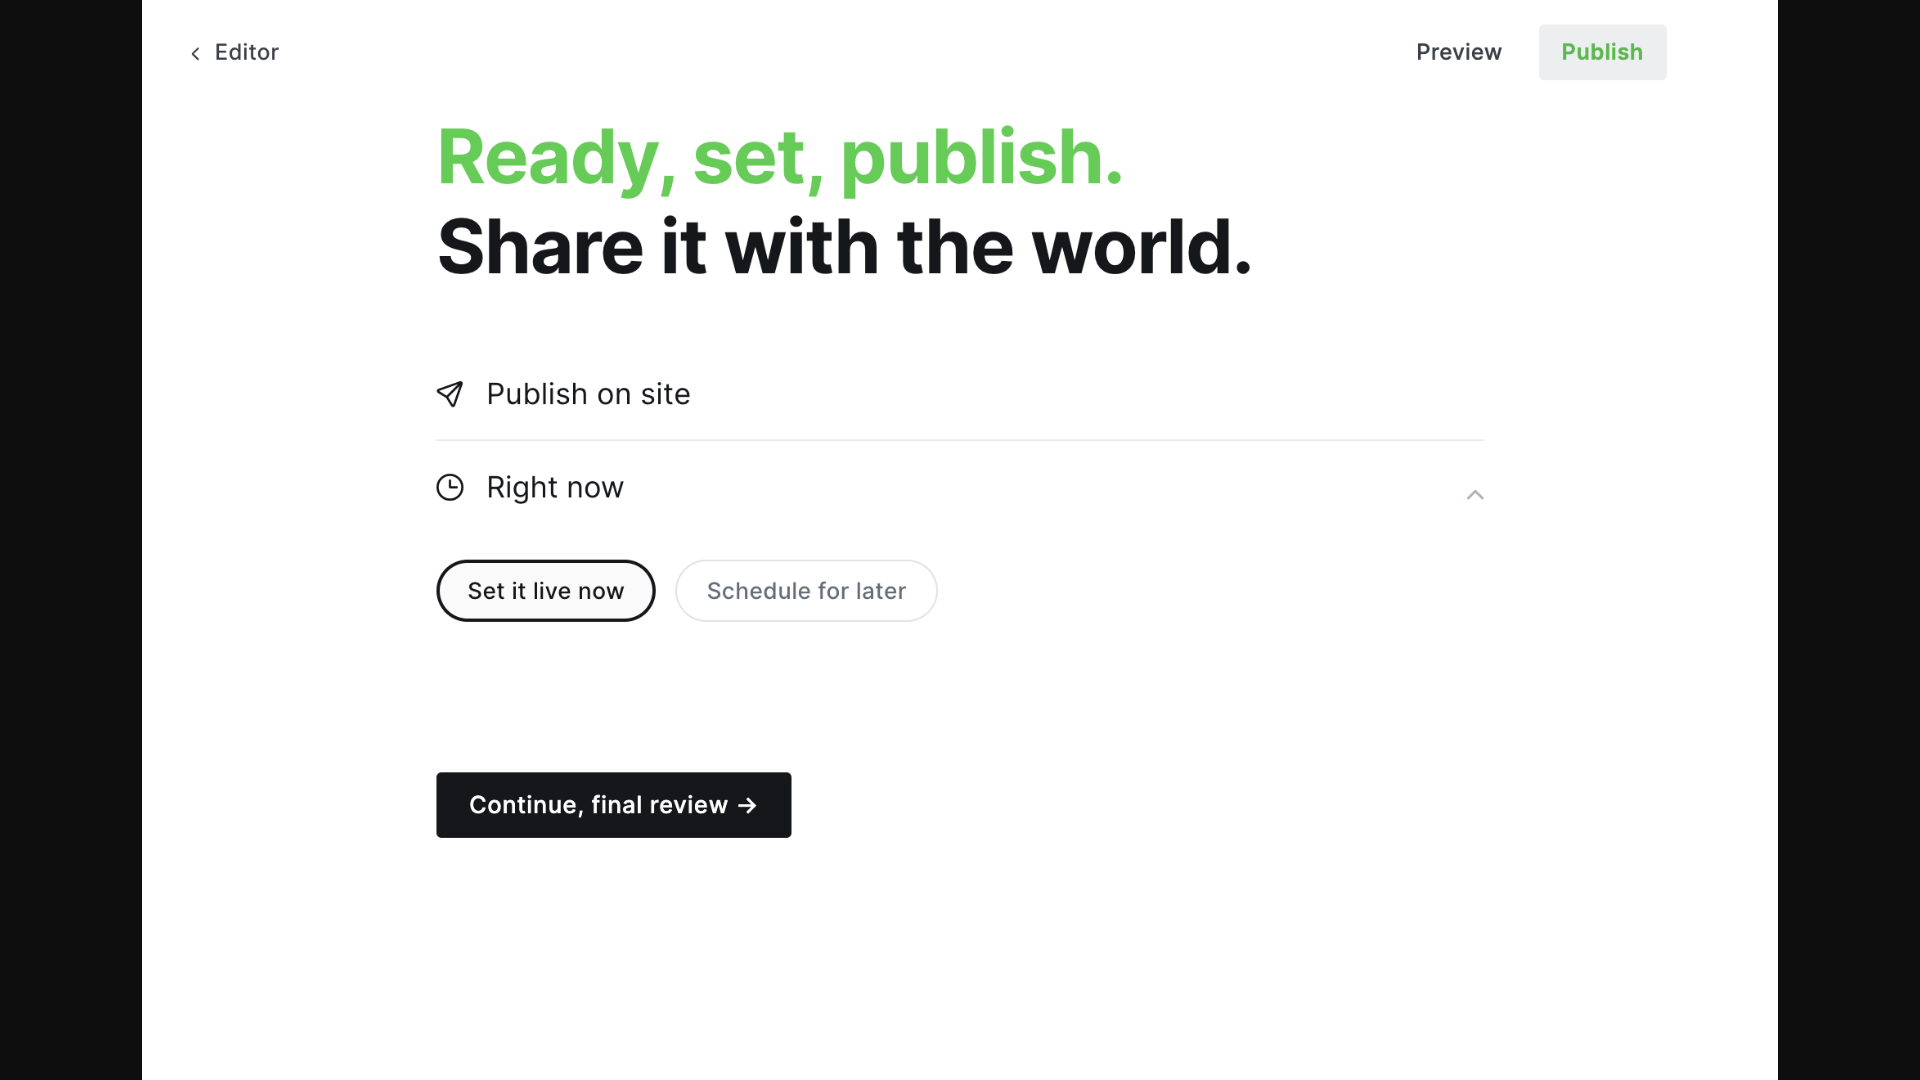 Editor
Preview
Publish
Ready, set, publish.
Share it with the world.
Publish on site
Right now
Set it live now
Schedule for later
Continue, final review →